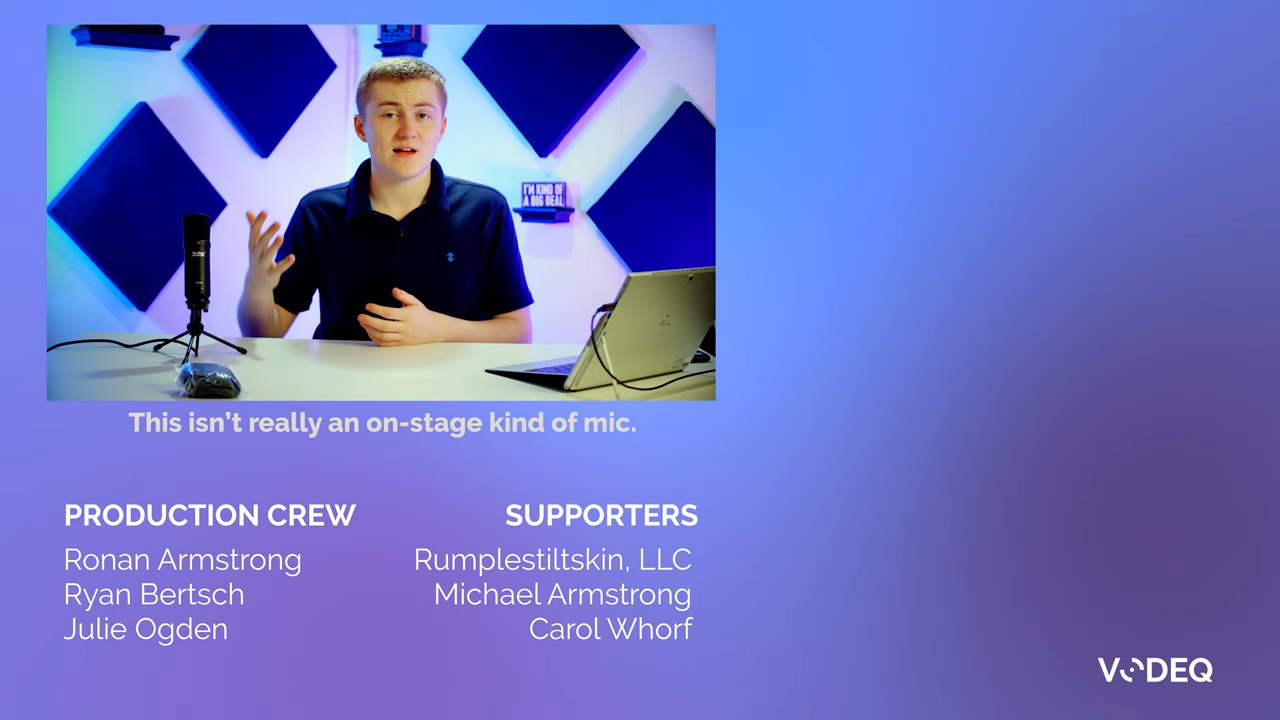 I'M KIND OF
A BIG DEAL
This isn't really an on-stage kind of mic.
PRODUCTION CREW
Ronan Armstrong
Ryan Bertsch
Julie Ogden
SUPPORTERS
Rumplestiltskin, LLC
Michael Armstrong
Carol Whorf
VODEQ